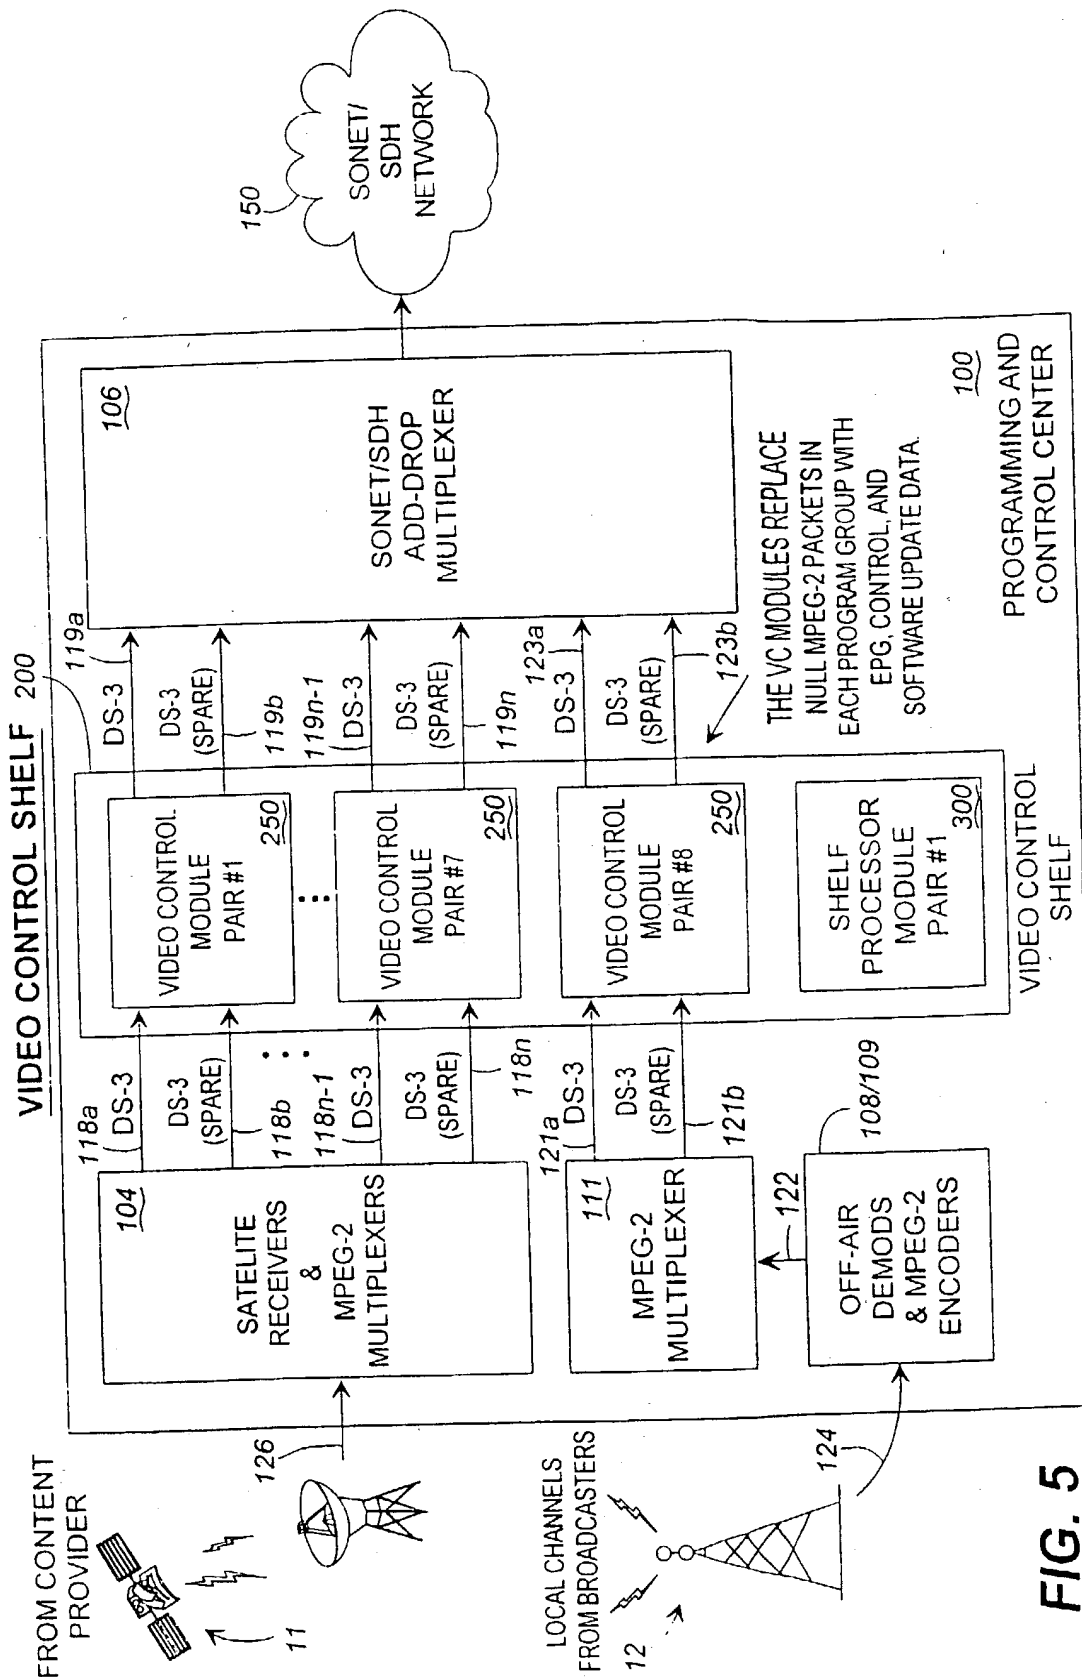 VIDEO CONTROL SHELF
FROM CONTENT
PROVIDER
11
126
LOCAL CHANNELS
FROM BROADCASTERS
12
124
104
SATELITE
RECEIVERS
&
MPEG-2
MULTIPLEXERS
111
MPEG-2
MULTIPLEXER
122
OFF-AIR
DEMODS
& MPEG-2
ENCODERS
108/109
118a
DS-3
DS-3
(SPARE)
118b
118n-1
DS-3
DS-3
(SPARE)
118n
121a
DS-3
DS-3
(SPARE)
121b
200
VIDEO CONTROL
MODULE
PAIR #1
250
VIDEO CONTROL
MODULE
PAIR #7
250
VIDEO CONTROL
MODULE
PAIR #8
250
SHELF
PROCESSOR
MODULE
PAIR #1
300
VIDEO CONTROL
SHELF
119a
DS-3
DS-3
(SPARE)
119b
119n-1
DS-3
DS-3
(SPARE)
119n
123a
DS-3
DS-3
(SPARE)
123b
106
SONET/SDH
ADD-DROP
MULTIPLEXER
THE VC MODULES REPLACE
NULL MPEG-2 PACKETS IN
EACH PROGRAM GROUP WITH
EPG, CONTROL, AND
SOFTWARE UPDATE DATA.
100
PROGRAMMING AND
CONTROL CENTER
150
SONET/
SDH
NETWORK
FIG. 5